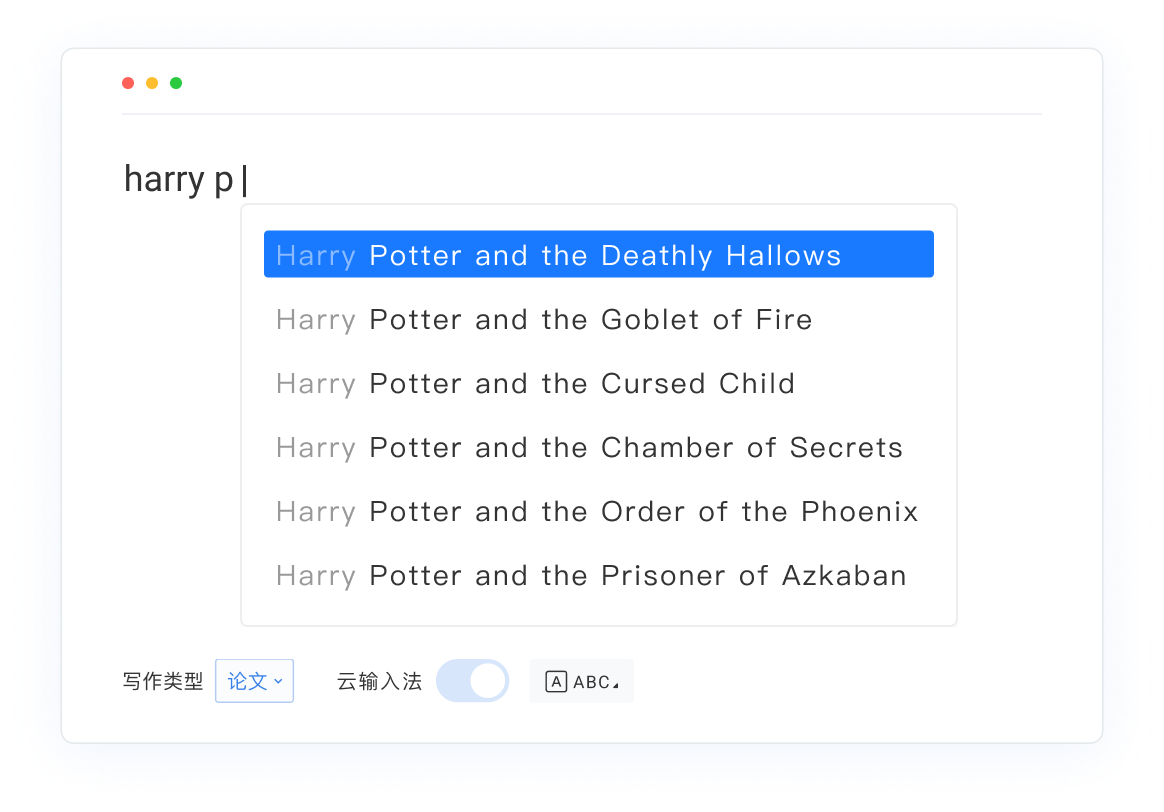 harry p
Harry Potter and the Deathly Hallows
Harry Potter and the Goblet of Fire
Harry Potter and the Cursed Child
Harry Potter and the Chamber of Secrets
Harry Potter and the Order of the Phoenix
Harry Potter and the Prisoner of Azkaban
写作类型 论文 云输入法 A ABC